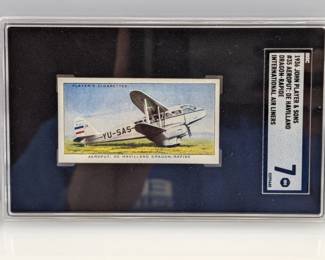 PLAYER'S CIGARETTES
YU-SAS
AEROPUT: DE HAVILLAND DRAGON-RAPIDE
1936 JOHN PLAYER & SONS
#35 AEROPUT: DE HAVILLAND
DRAGON-RAPIDE
INTERNATIONAL AIR LINERS
7